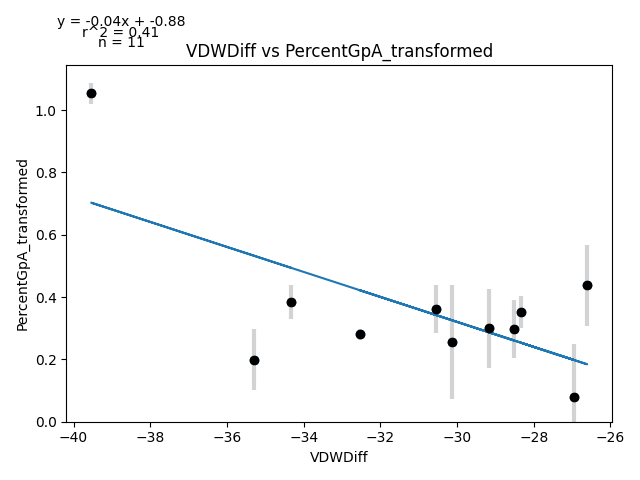 y = -0.04x + -0.88
r^2 = 0.41
n = 11
VDWDiff vs PercentGpA_transformed
PercentGpA_transformed
1.0
0.8
0.6
0.4
0.2
0.0
−40
−38
−36
−34
−32
−30
−28
−26
VDWDiff